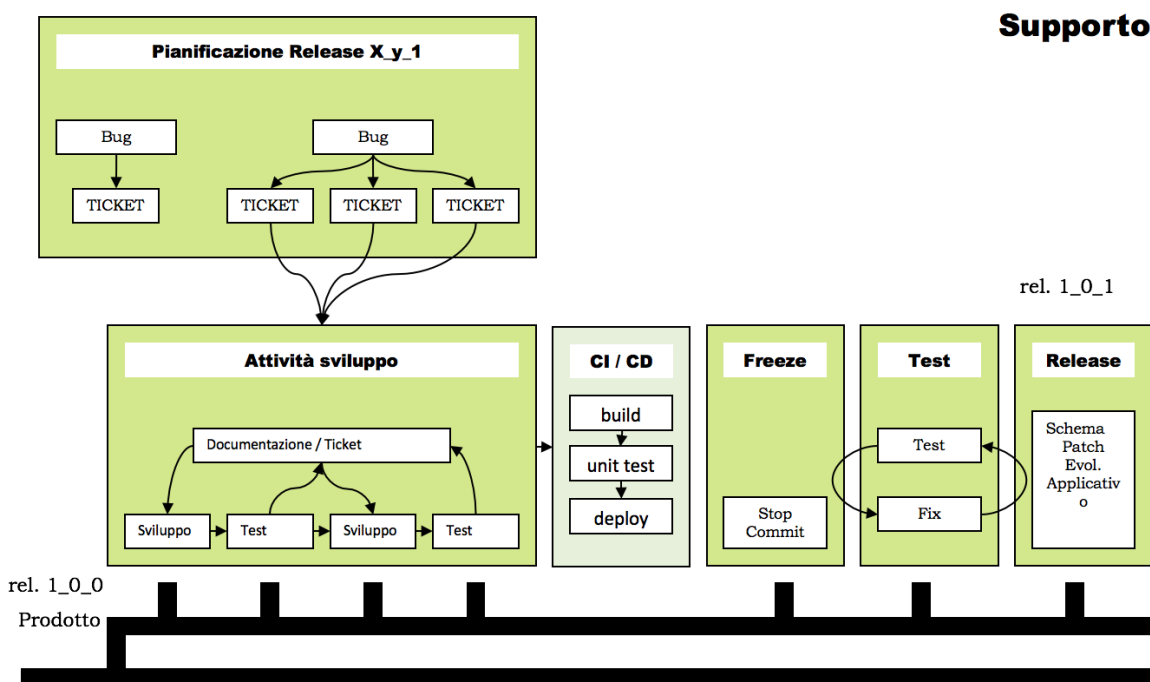 Supporto
Pianificazione Release X_y_1
Bug
Bug
TICKET
TICKET
TICKET
TICKET
rel. 1_0_1
Attività sviluppo
CI / CD
Freeze
Test
Release
build
Documentazione / Ticket
unit test
Test
Schema
Patch
Evol.
Applicativ
o
Sviluppo
Test
Sviluppo
Test
deploy
Stop
Commit
Fix
rel. 1_0_0
Prodotto